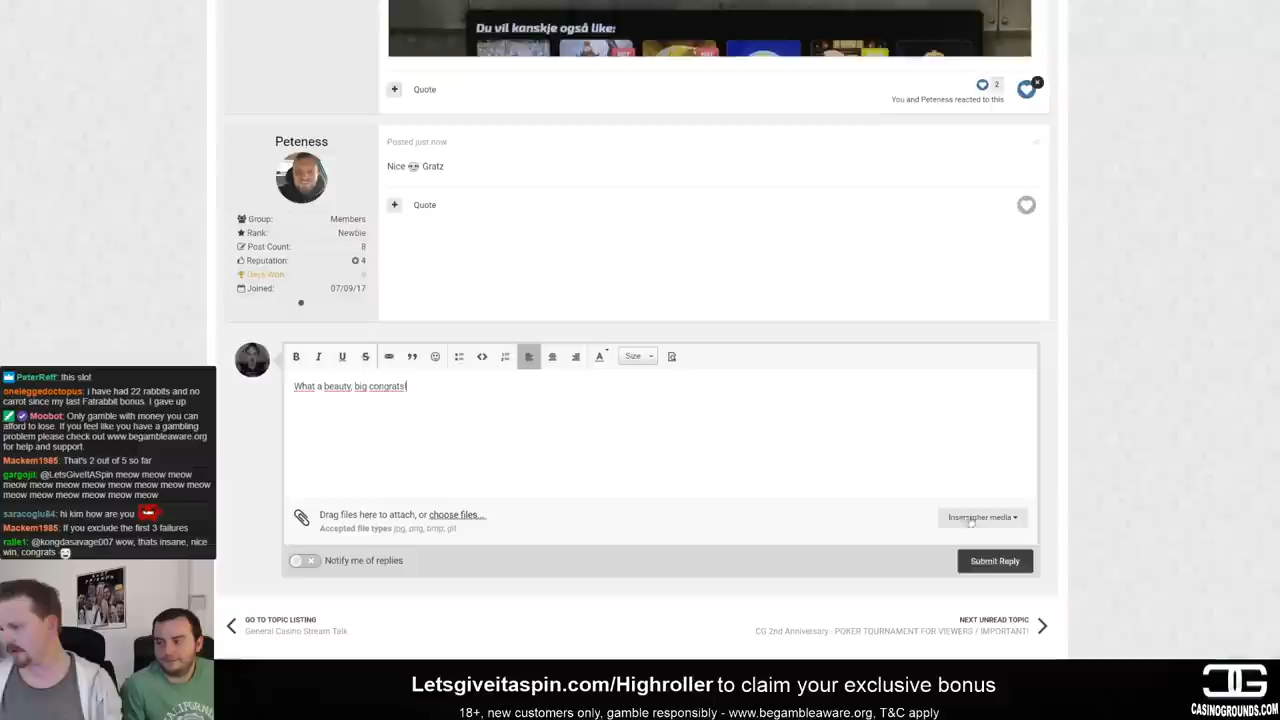 Du vil kanskje også like:
Quote
2
You and Peteness reacted to this
Peteness
Posted just now
Nice Gratz
Group: Members
Rank: Newbie
Post Count: 8
Reputation: 4
Days Won: 0
Joined: 07/09/17
Quote
B I U S
A Size
What a beauty, big congrats!
Drag files here to attach, or choose files...
Accepted file types jpg, png, bmp, gif
Insert other media
Notify me of replies
Submit Reply
GO TO TOPIC LISTING
General Casino Stream Talk
NEXT UNREAD TOPIC
CG 2nd Anniversary - POKER TOURNAMENT FOR VIEWERS / IMPORTANT!
PeterReff: this slot
oneleggedoctopus: i have had 22 rabbits and no
carrot since my last Fatrabbit bonus. I gave up
Moobot: Only gamble with money you can
afford to lose. If you feel like you have a gambling
problem please check out www.begambleaware.org
for help and support.
Mackem1985: That's 2 out of 5 so far
gargojil: @LetsGiveItASpin meow meow meow
meow meow meow meow meow meow meow
meow meow meow meow meow meow
saracoglu84: hi kim how are you
Mackem1985: If you exclude the first 3 failures
ralle1: @kongdasavage007 wow, thats insane, nice
win, congrats
Letsgiveitaspin.com/Highroller to claim your exclusive bonus
18+, new customers only, gamble responsibly - www.begambleaware.org, T&C apply
CASINOGROUNDS.COM